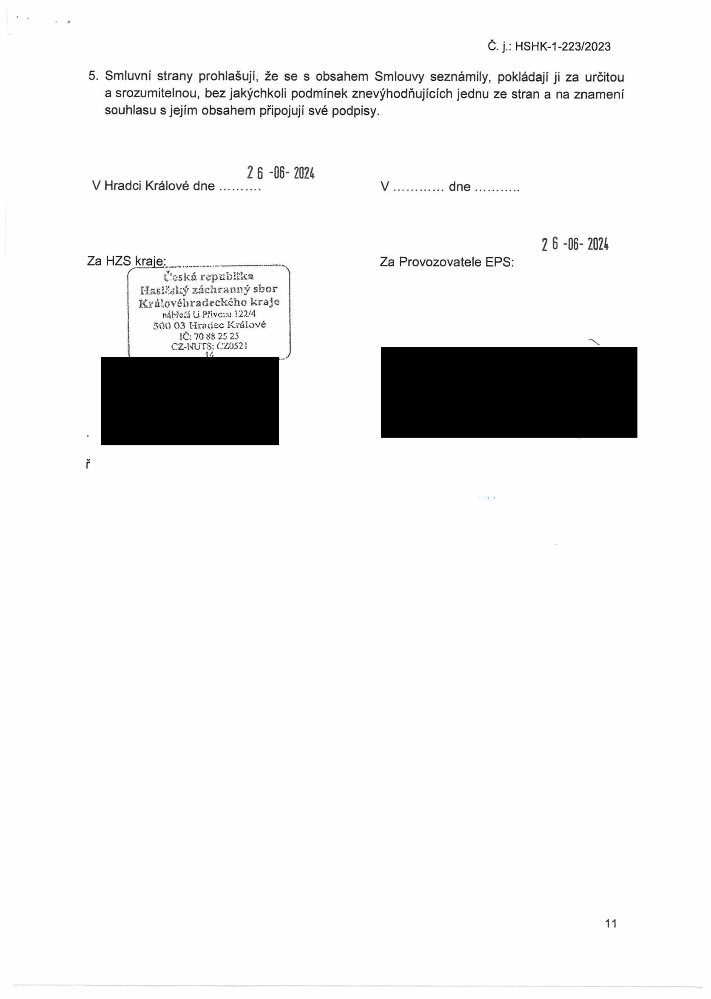 Č. j.: HSHK-1-223/2023
5. Smluvní strany prohlašují, že se s obsahem Smlouvy seznámily, pokládají ji za určitou
a srozumitelnou, bez jakýchkoli podmínek znevýhodňujících jednu ze stran a na znamení
souhlasu s jejím obsahem připojují své podpisy.
26 -06- 2024
V Hradci Králové dne ..........
V ............ dne ...........
26 -06- 2024
Za HZS kraje:
Za Provozovatele EPS:
Česká republika
Hasičský záchranný sbor
Královéhradeckého kraje
nábřeží U Přívozu 122/4
500 03 Hradec Králové
IČ: 70 88 25 25
CZ-NUTS: CZ0521
14
ř
11